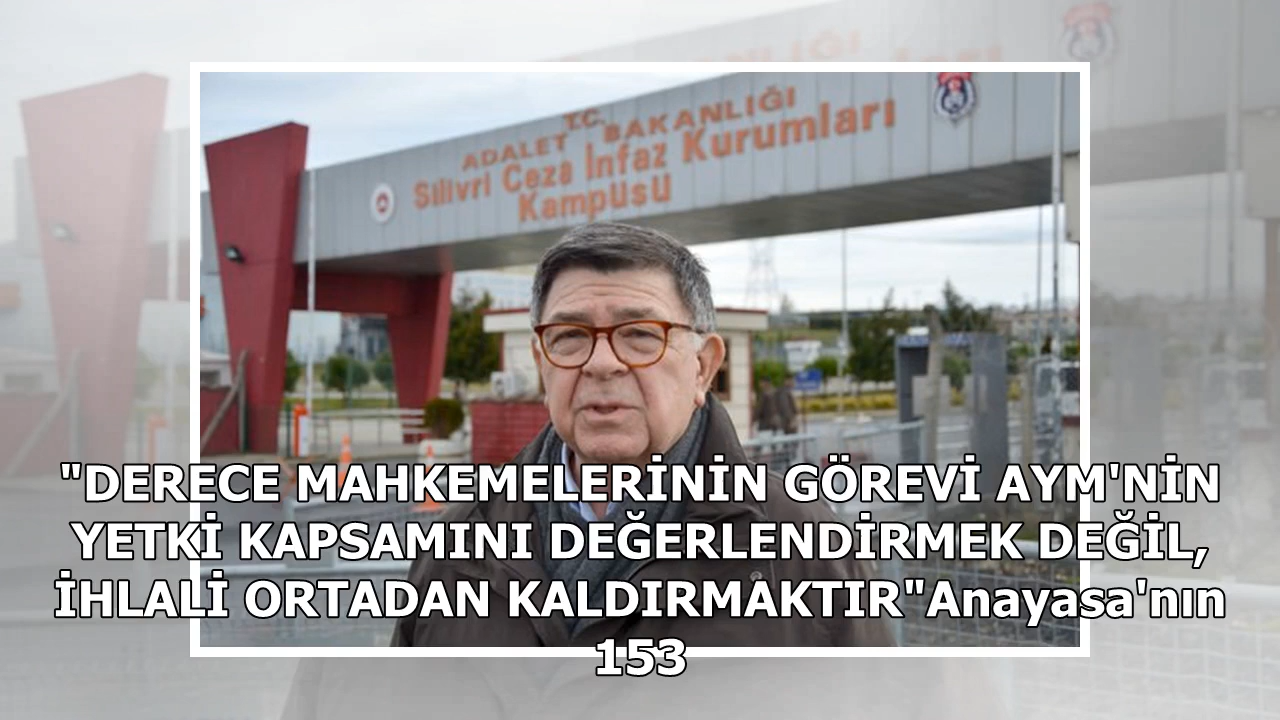 T.C.
ADALET BAKANLIĞI
Silivri Ceza İnfaz Kurumları
Kampüsü
"DERECE MAHKEMELERİNİN GÖREVİ AYM'NİN
YETKİ KAPSAMINI DEĞERLENDİRMEK DEĞİL,
İHLALİ ORTADAN KALDIRMAKTIR"Anayasa'nın
153